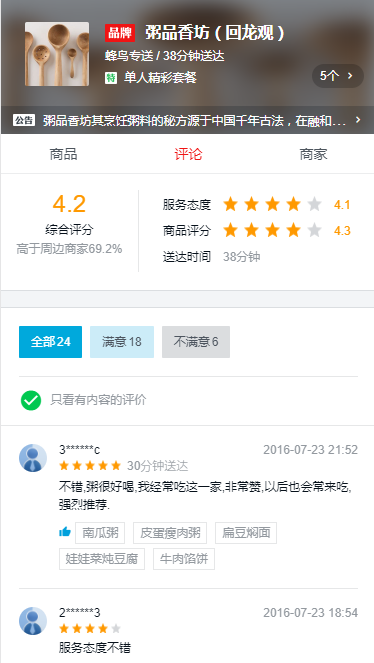 品牌 粥品香坊（回龙观）
蜂鸟专送 / 38分钟送达
特 单人精彩套餐
5个 >
公告 粥品香坊其烹饪粥料的秘方源于中国千年古法，在融和... >
商品 评论 商家
4.2
综合评分
高于周边商家69.2%
服务态度 4.1
商品评分 4.3
送达时间 38分钟
全部24 满意18 不满意6
只看有内容的评价
3******c 2016-07-23 21:52
30分钟送达
不错,粥很好喝,我经常吃这一家,非常赞,以后也会常来吃,
强烈推荐.
南瓜粥 皮蛋瘦肉粥 扁豆焖面
娃娃菜炖豆腐 牛肉馅饼
2******3 2016-07-23 18:54
服务态度不错